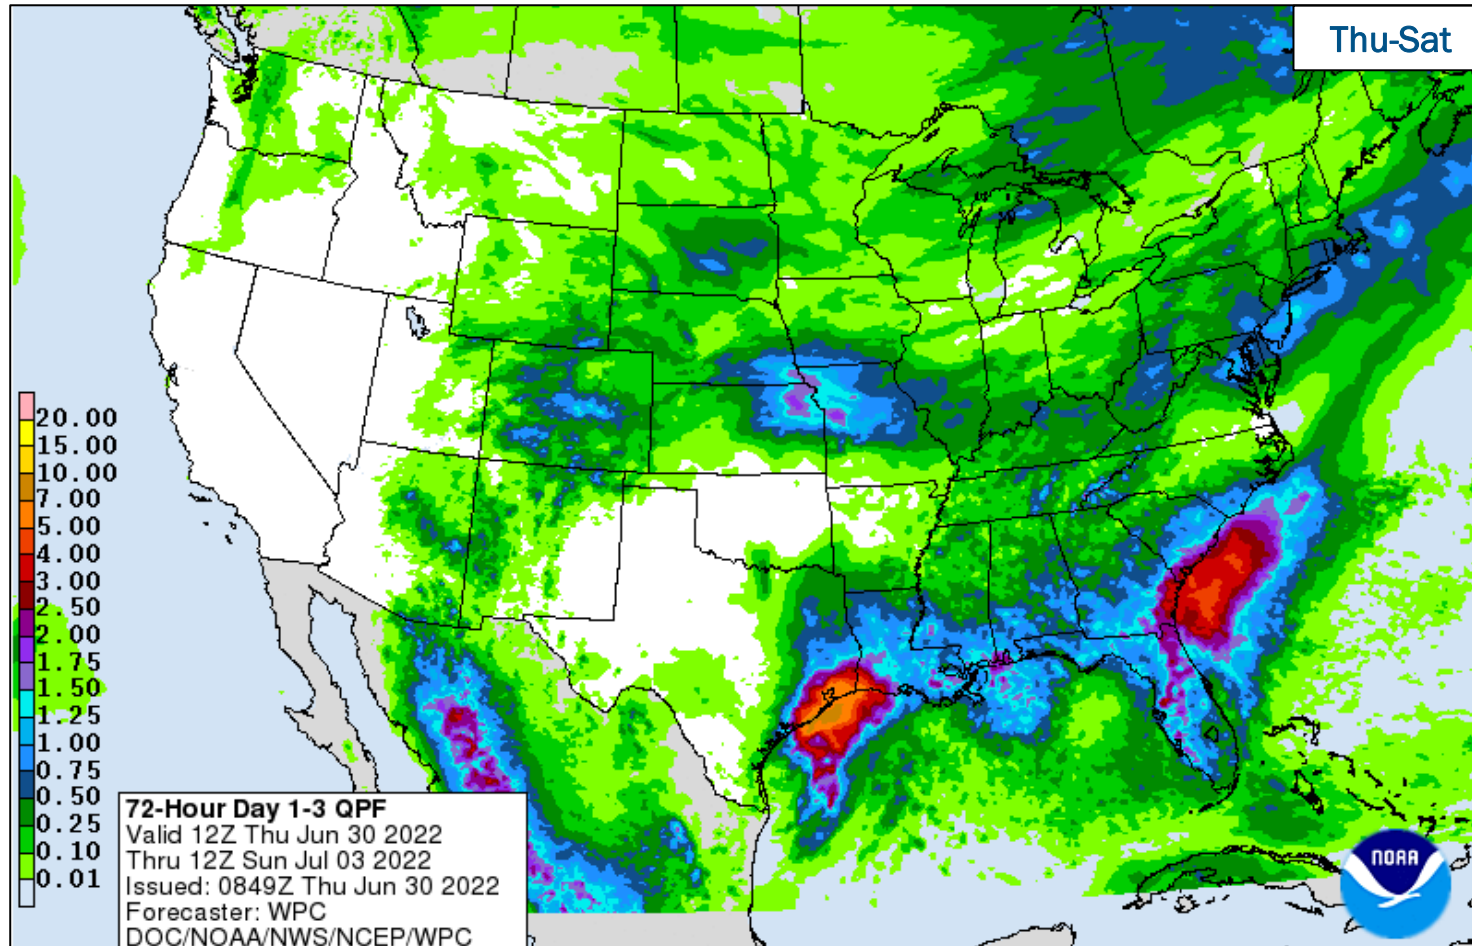 Thu-Sat
20.00
15.00
10.00
7.00
5.00
4.00
3.00
2.50
2.00
1.75
1.50
1.25
1.00
0.75
0.50
0.25
0.10
0.01
72-Hour Day 1-3 QPF
Valid 12Z Thu Jun 30 2022
Thru 12Z Sun Jul 03 2022
Issued: 0849Z Thu Jun 30 2022
Forecaster: WPC
DOC/NOAA/NWS/NCEP/WPC
NOAA